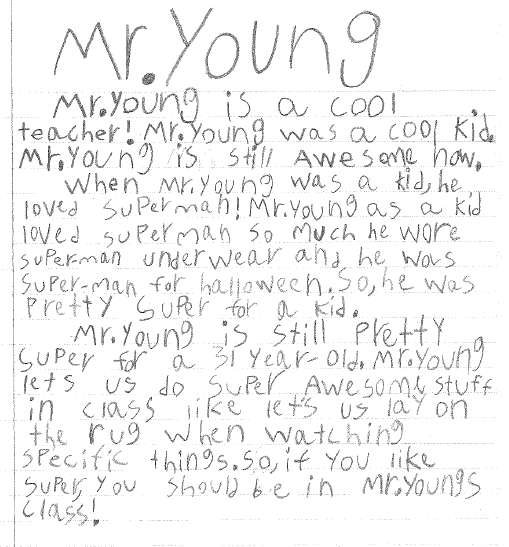 Mr. Young
Mr. Young is a cool
teacher! Mr. Young was a cool kid.
Mr. Young is still Awesome now.
When Mr. Young was a kid, he
loved superman! Mr. Young as a kid
loved superman so much he wore
super-man underwear and he was
super-man for halloween. So, he was
Pretty Super for a kid.
Mr. Young is still Pretty
super for a 31 year-old. Mr. Young
lets us do super Awesome stuff
in class like let's us lay on
the rug when watching
specific things. So, if you like
super, you should be in Mr. Youngs
class!